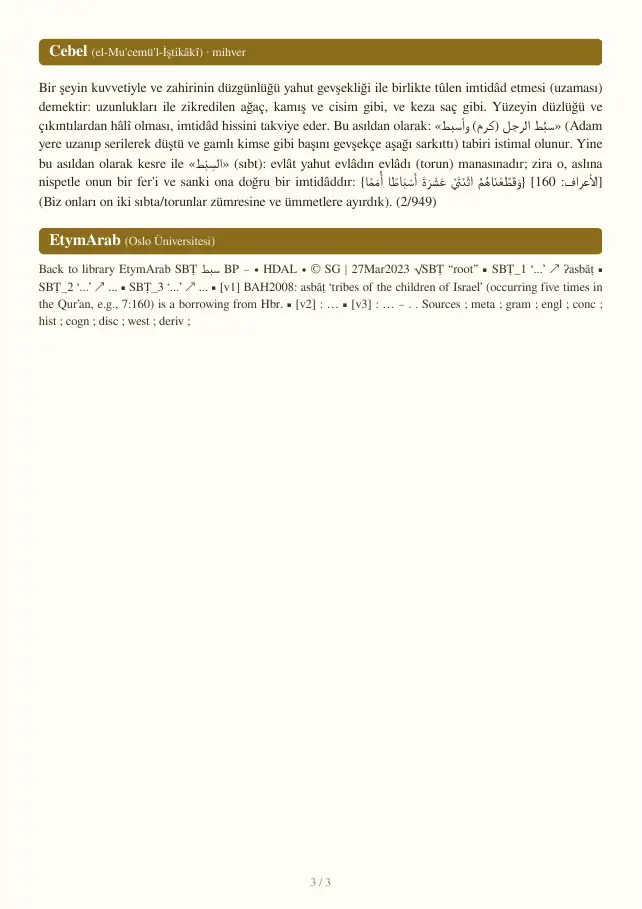 Cebel (el-Mu'cemü'l-İştikâkî) · mihver
Bir şeyin kuvvetiyle ve zahirinin düzgünlüğü yahut gevşekliği ile birlikte tûlen imtidâd etmesi (uzaması)
demektir: uzunlukları ile zikredilen ağaç, kamış ve cisim gibi, ve keza saç gibi. Yüzeyin düzlüğü ve
çıkıntılardan hâlî olması, imtidâd hissini takviye eder. Bu asıldan olarak: «سبُط الرجل (كرم) وأسبط» (Adam
yere uzanıp serilerek düştü ve gamlı kimse gibi başını gevşekçe aşağı sarkıttı) tabiri istimal olunur. Yine
bu asıldan olarak kesre ile «السِبْط» (sıbt): evlât yahut evlâdın evlâdı (torun) manasınadır; zira o, aslına
nispetle onun bir fer'i ve sanki ona doğru bir imtidâddır: {وَقَطَّعْنَاهُمُ اثْنَتَيْ عَشْرَةَ أَسْبَاطًا أُمَمًا} [الأعراف: 160]
(Biz onları on iki sıbta/torunlar zümresine ve ümmetlere ayırdık). (2/949)
EtymArab (Oslo Üniversitesi)
Back to library EtymArab SBṬ سبط BP – • HDAL • © SG | 27Mar2023 √SBṬ “root” ▪ SBṬ_1 ‘...’ ↗ ʔasbāṭ ▪
SBṬ_2 ‘...’ ↗ ... ▪ SBṬ_3 ‘...’ ↗ ... ▪ [v1] BAH2008: asbāṭ ‘tribes of the children of Israel’ (occurring five times in
the Qurʾan, e.g., 7:160) is a borrowing from Hbr. ▪ [v2] : … ▪ [v3] : … – . . Sources ; meta ; gram ; engl ; conc ;
hist ; cogn ; disc ; west ; deriv ;
3 / 3